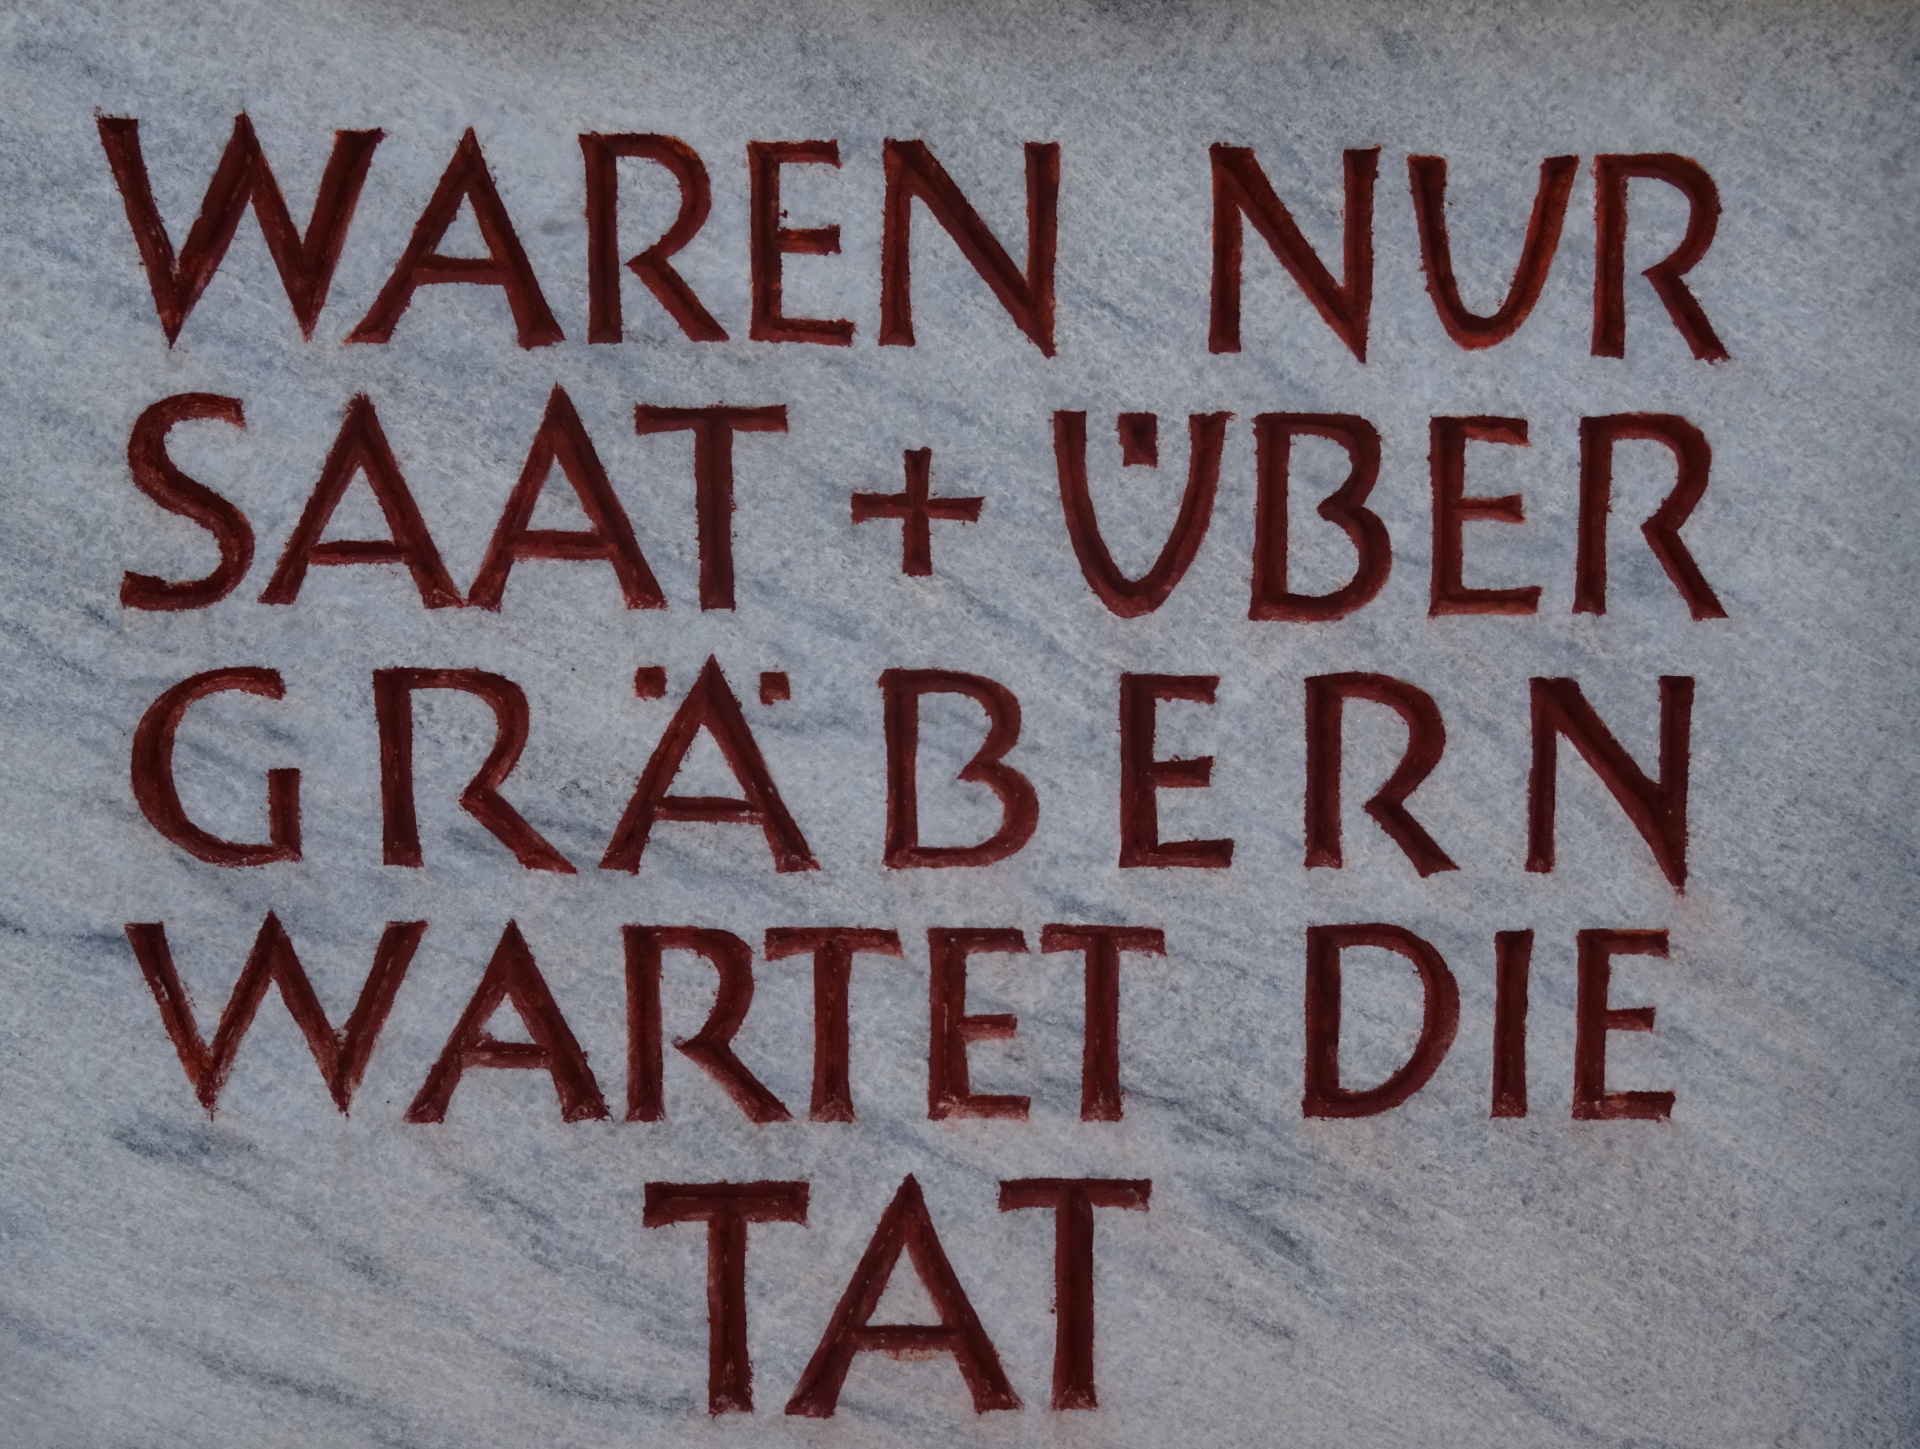 WAREN NUR
SAAT + ÜBER
GRÄBERN
WARTET DIE
TAT